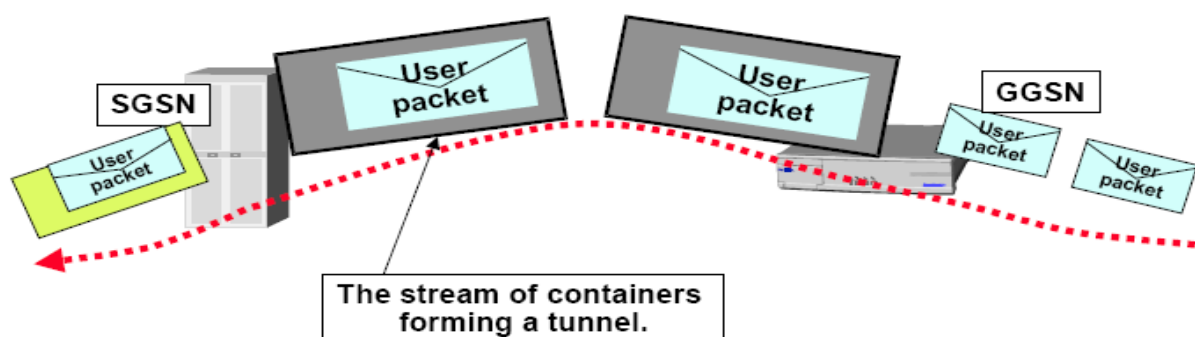 SGSN
User
packet
User
packet
User
packet
GGSN
User
packet
User
packet
The stream of containers
forming a tunnel.